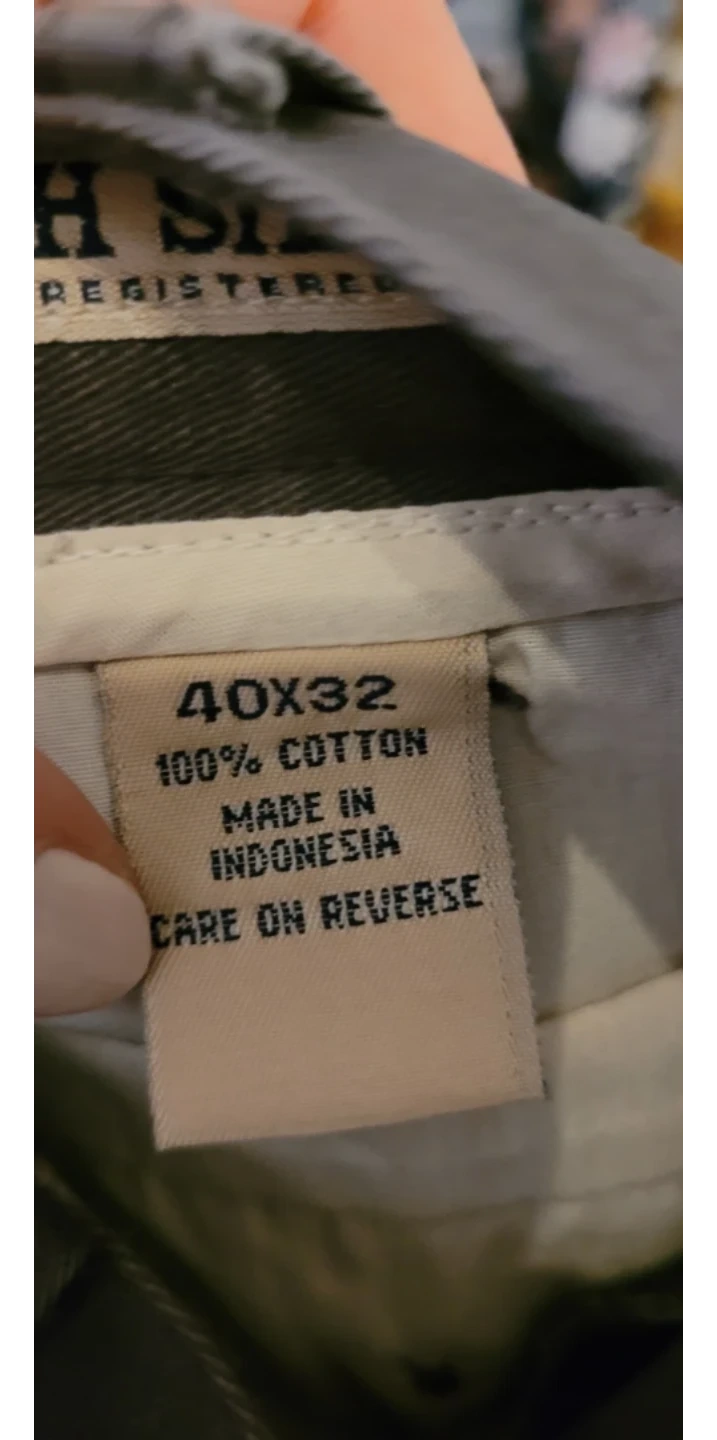 REGISTERED
40X32
100% COTTON
MADE IN
INDONESIA
CARE ON REVERSE